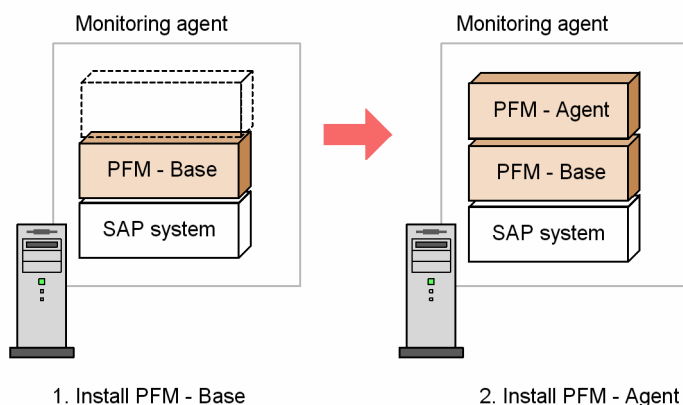 Monitoring agent
PFM - Base
SAP system
1. Install PFM - Base
Monitoring agent
PFM - Agent
PFM - Base
SAP system
2. Install PFM - Agent